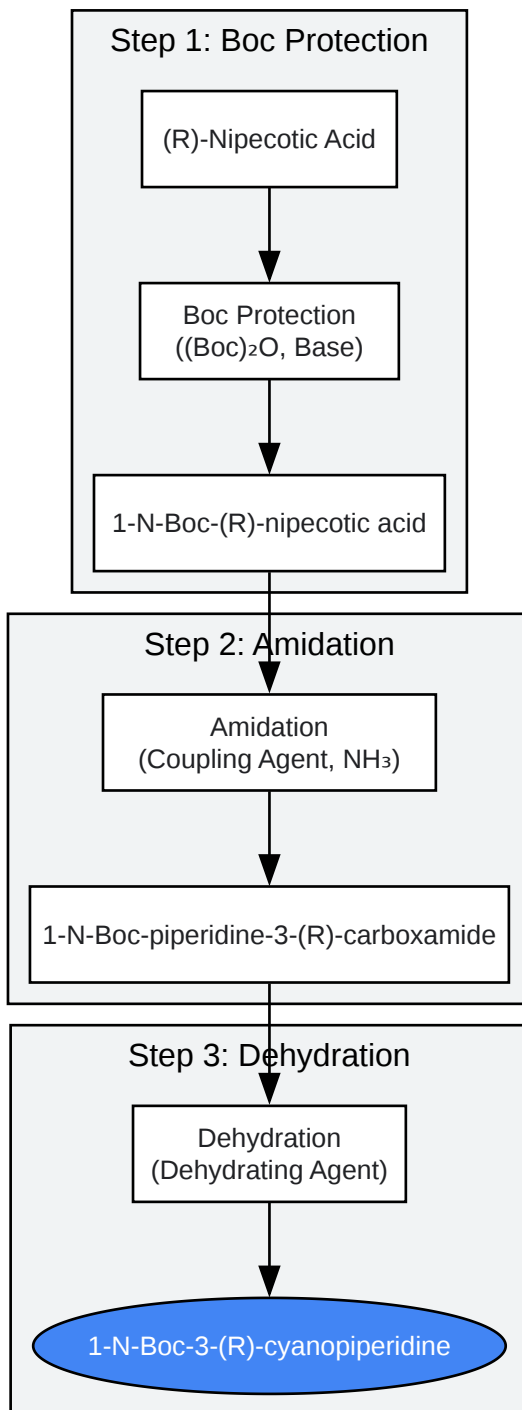 Step 1: Boc Protection
(R)-Nipecotic Acid
Boc Protection
((Boc)₂O, Base)
1-N-Boc-(R)-nipecotic acid
Step 2: Amidation
Amidation
(Coupling Agent, NH₃)
1-N-Boc-piperidine-3-(R)-carboxamide
Step 3: Dehydration
Dehydration
(Dehydrating Agent)
1-N-Boc-3-(R)-cyanopiperidine